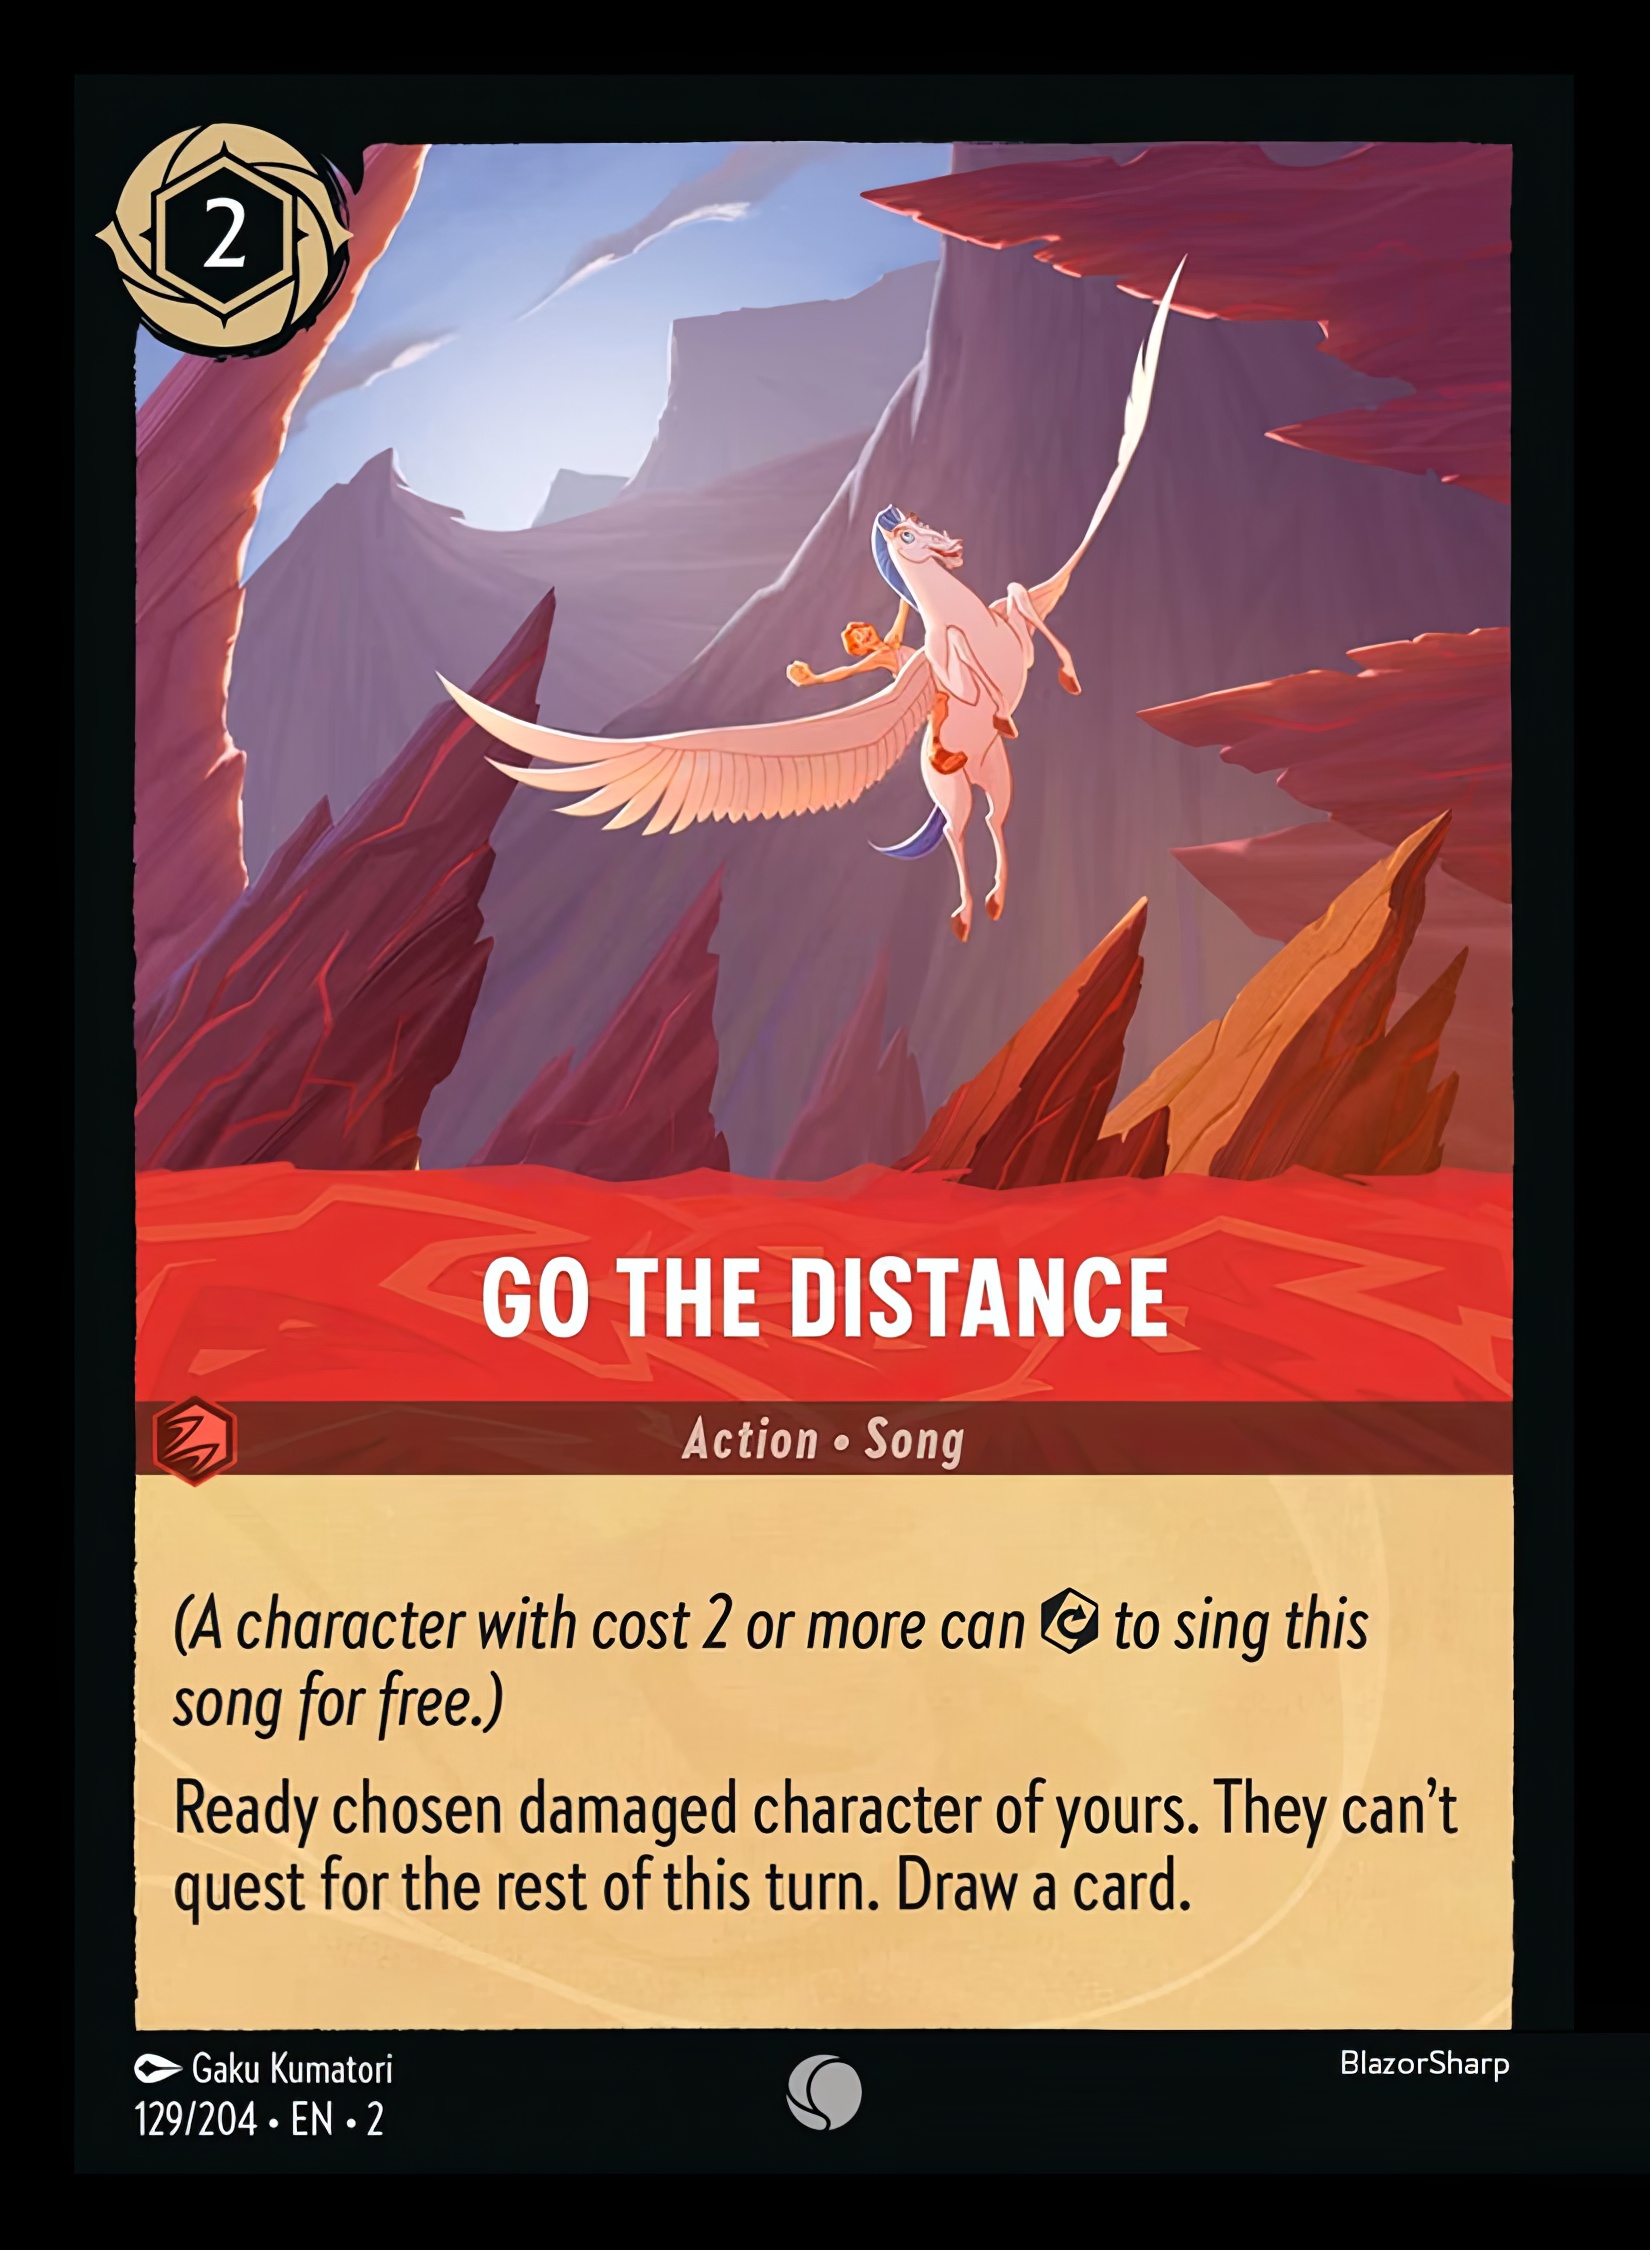 2
GO THE DISTANCE
Action • Song
(A character with cost 2 or more can to sing this
song for free.)
Ready chosen damaged character of yours. They can't
quest for the rest of this turn. Draw a card.
Gaku Kumatori
BlazorSharp
129/204 • EN • 2